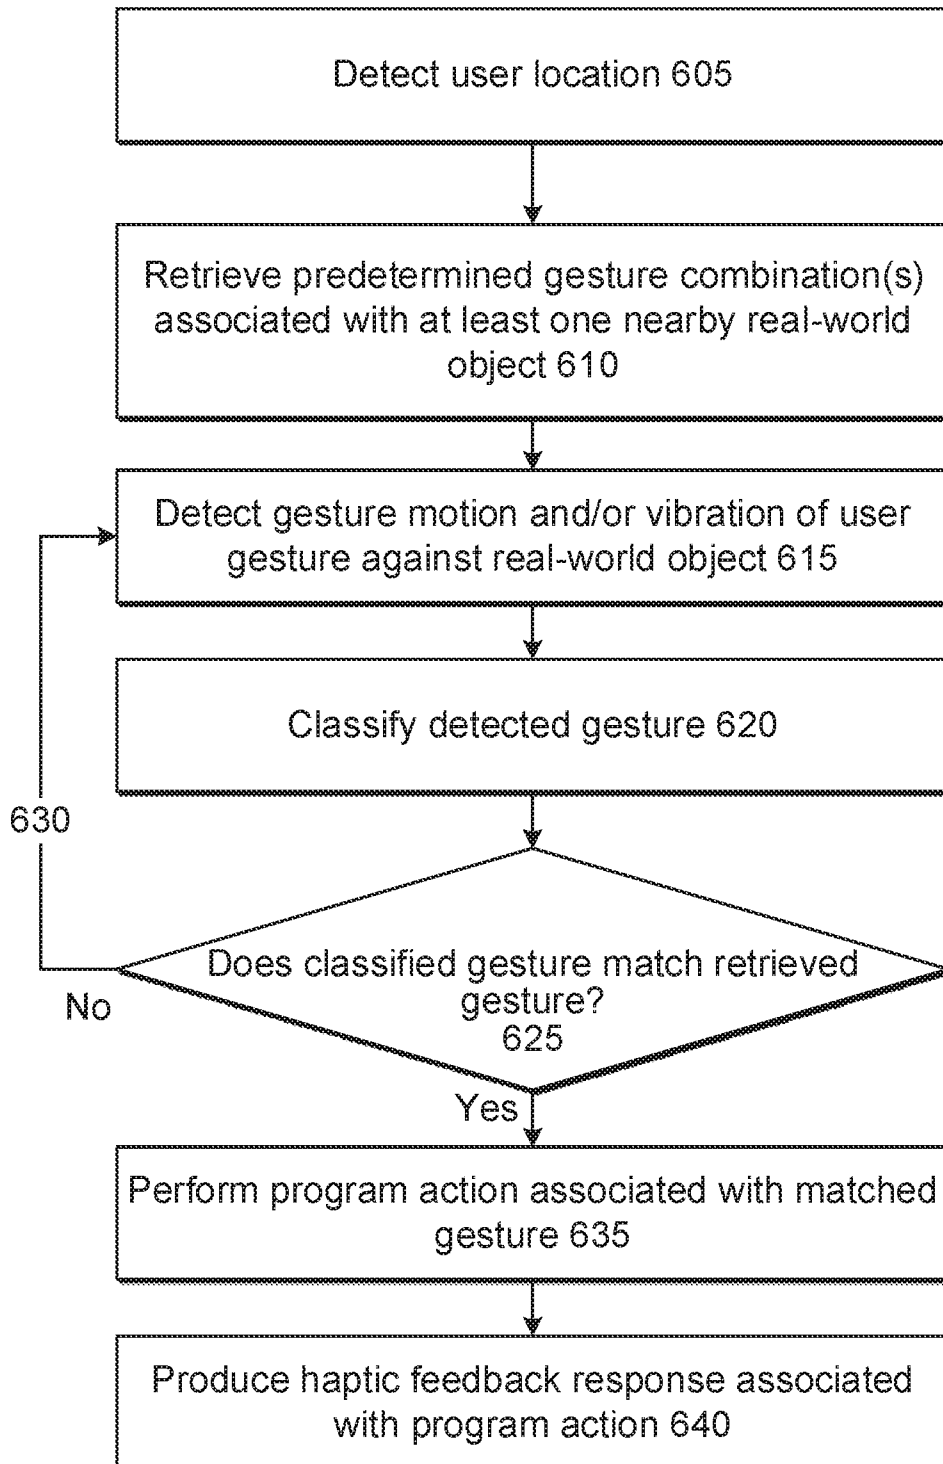 Detect user location 605
Retrieve predetermined gesture combination(s)
associated with at least one nearby real-world
object 610
Detect gesture motion and/or vibration of user
gesture against real-world object 615
Classify detected gesture 620
630
Does classified gesture match retrieved
gesture?
625
No
Yes
Perform program action associated with matched
gesture 635
Produce haptic feedback response associated
with program action 640